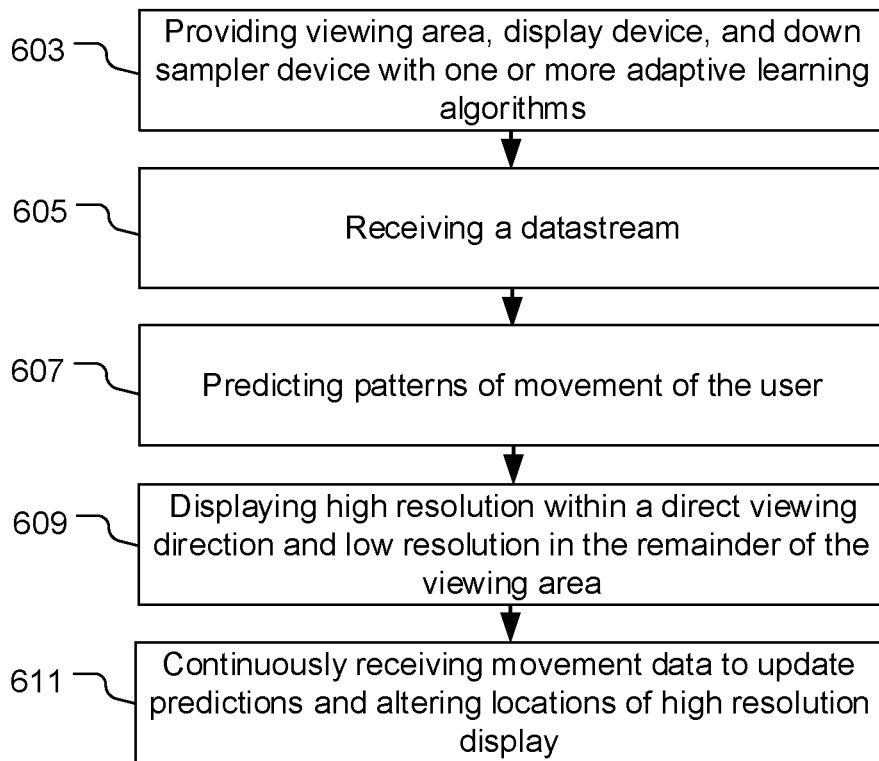 603
Providing viewing area, display device, and down
sampler device with one or more adaptive learning
algorithms
605
Receiving a datastream
607
Predicting patterns of movement of the user
609
Displaying high resolution within a direct viewing
direction and low resolution in the remainder of the
viewing area
611
Continuously receiving movement data to update
predictions and altering locations of high resolution
display